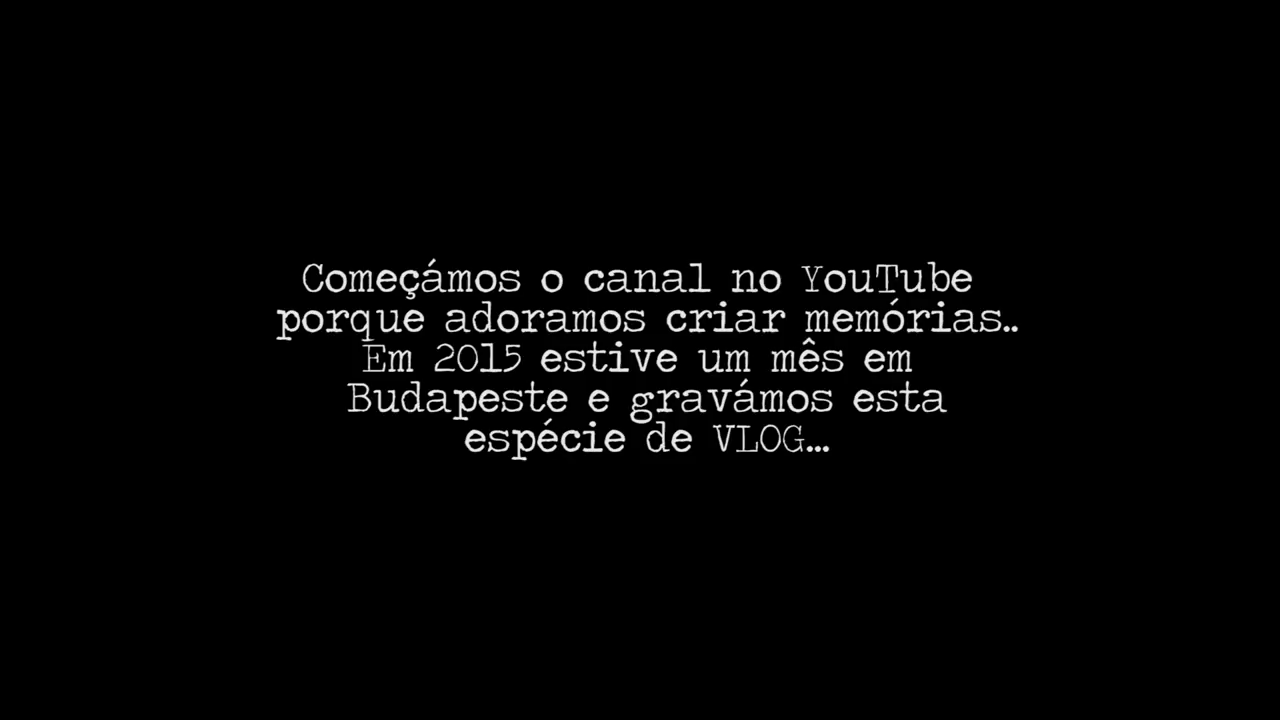 Começámos o canal no YouTube
porque adoramos criar memórias..
Em 2015 estive um mês em
Budapeste e gravámos esta
espécie de VLOG...